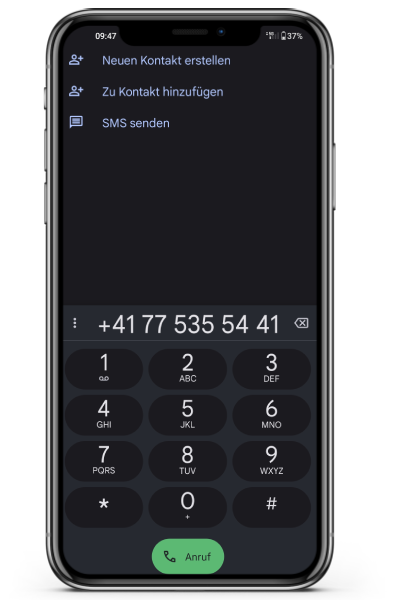 09:47
37%
Neuen Kontakt erstellen
Zu Kontakt hinzufügen
SMS senden
+41 77 535 54 41
1 2 3
ABC DEF
4 5 6
GHI JKL MNO
7 8 9
PQRS TUV WXYZ
* 0 #
+
Anruf